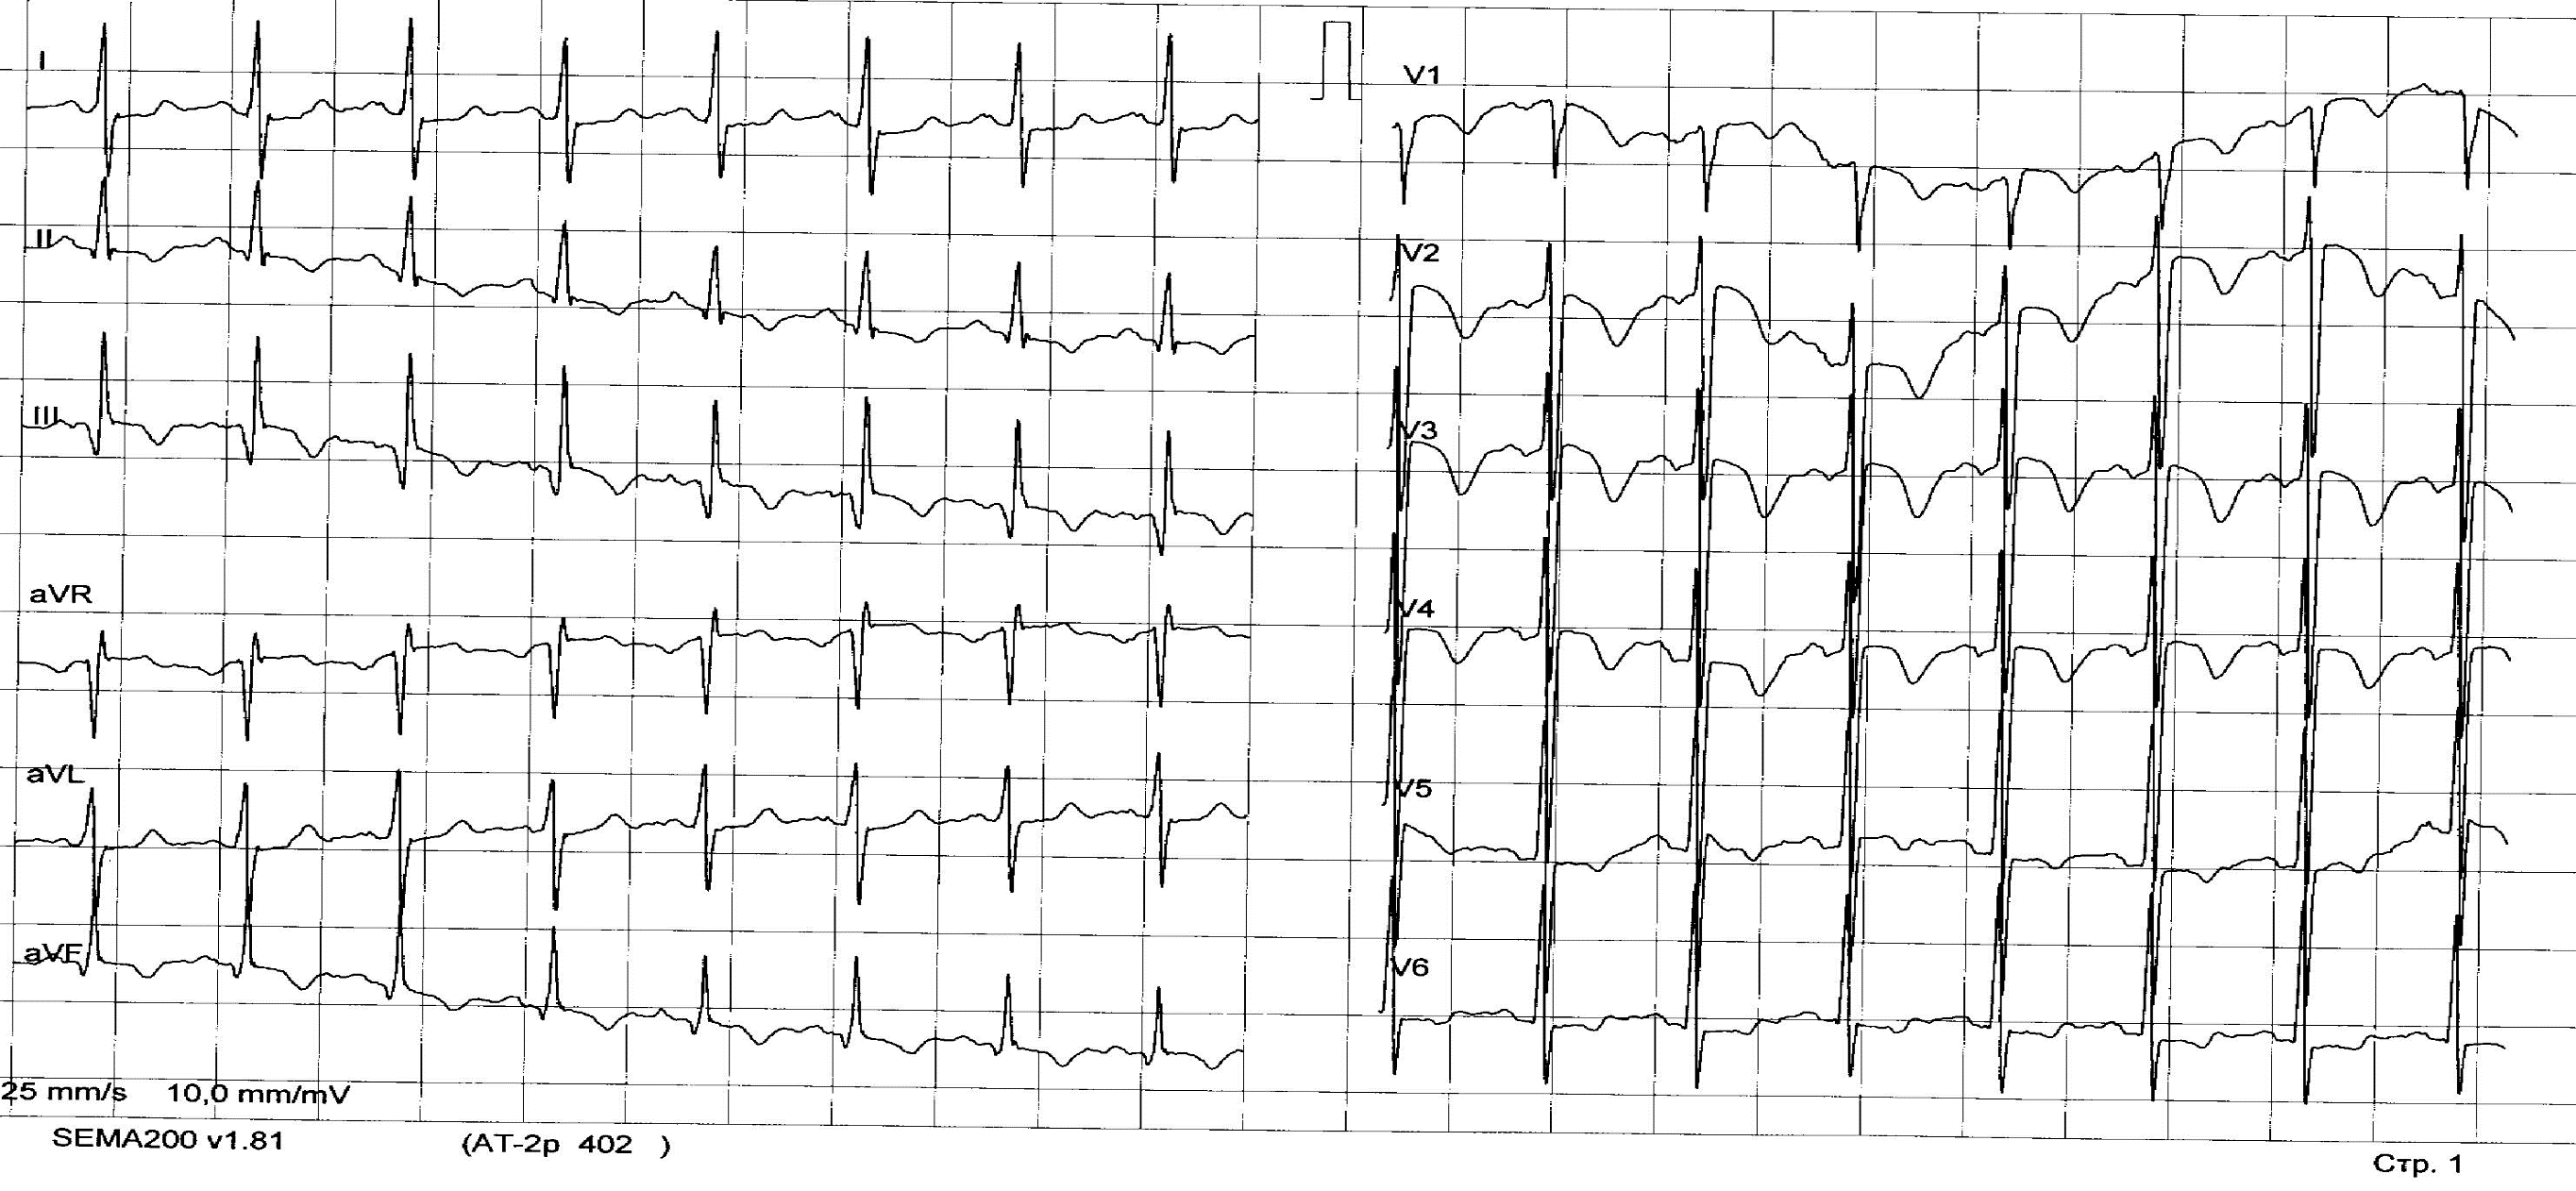 I
II
III
aVR
aVL
aVF
V1
V2
V3
V4
V5
V6
25 mm/s 10,0 mm/mV
SEMA200 v1.81 (AT-2p 402 )
Стр. 1